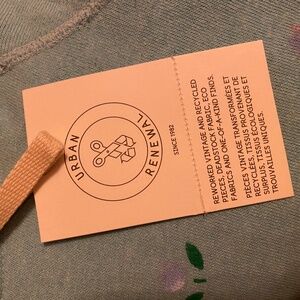 URBAN
RENEWAL
SINCE 1982
REWORKED VINTAGE AND RECYCLED
PIECES, DEADSTOCK FABRIC, ECO
FABRICS AND ONE-OF-A-KIND FINDS.
PIÈCES VINTAGE TRANSFORMÉES ET
RECYCLÉES, TISSUS PROVENANT DE
SURPLUS, TISSUS ÉCOLOGIQUES ET
TROUVAILLES UNIQUES.